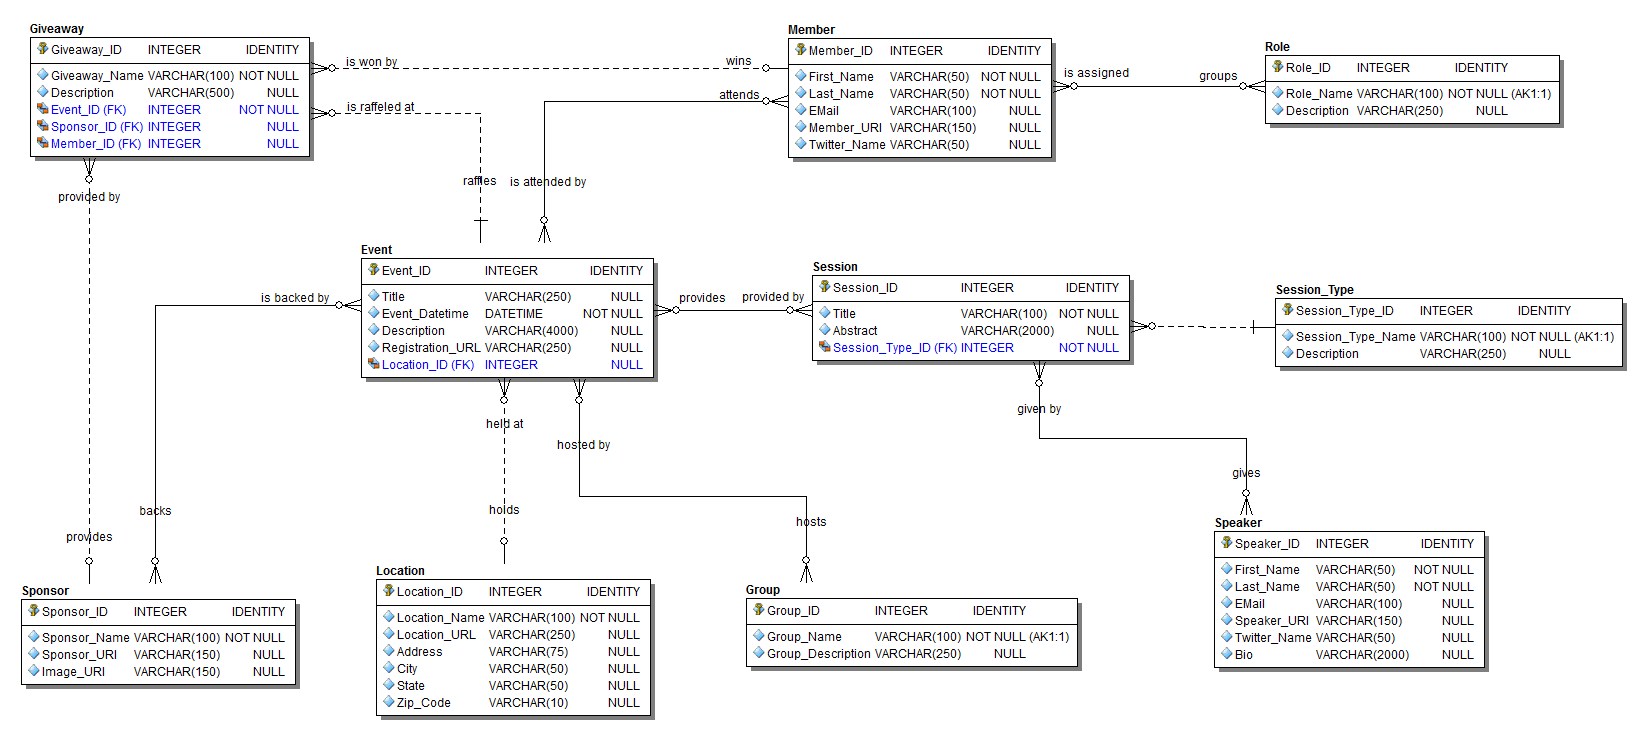 Giveaway
Giveaway_ID INTEGER IDENTITY
Giveaway_Name VARCHAR(100) NOT NULL
Description VARCHAR(500) NULL
Event_ID (FK) INTEGER NOT NULL
Sponsor_ID (FK) INTEGER NULL
Member_ID (FK) INTEGER NULL
is won by
wins
is raffeled at
raffles
attends
is attended by
provided by
provides
Member
Member_ID INTEGER IDENTITY
First_Name VARCHAR(50) NOT NULL
Last_Name VARCHAR(50) NOT NULL
EMail VARCHAR(100) NULL
Member_URI VARCHAR(150) NULL
Twitter_Name VARCHAR(50) NULL
is assigned
groups
Role
Role_ID INTEGER IDENTITY
Role_Name VARCHAR(100) NOT NULL (AK1:1)
Description VARCHAR(250) NULL
Event
Event_ID INTEGER IDENTITY
Title VARCHAR(250) NULL
Event_Datetime DATETIME NOT NULL
Description VARCHAR(4000) NULL
Registration_URL VARCHAR(250) NULL
Location_ID (FK) INTEGER NULL
is backed by
backs
provides
provided by
held at
holds
hosted by
hosts
Session
Session_ID INTEGER IDENTITY
Title VARCHAR(100) NOT NULL
Abstract VARCHAR(2000) NULL
Session_Type_ID (FK) INTEGER NOT NULL
Session_Type
Session_Type_ID INTEGER IDENTITY
Session_Type_Name VARCHAR(100) NOT NULL (AK1:1)
Description VARCHAR(250) NULL
given by
gives
Sponsor
Sponsor_ID INTEGER IDENTITY
Sponsor_Name VARCHAR(100) NOT NULL
Sponsor_URI VARCHAR(150) NULL
Image_URI VARCHAR(150) NULL
Location
Location_ID INTEGER IDENTITY
Location_Name VARCHAR(100) NOT NULL
Location_URL VARCHAR(250) NULL
Address VARCHAR(75) NULL
City VARCHAR(50) NULL
State VARCHAR(50) NULL
Zip_Code VARCHAR(10) NULL
Group
Group_ID INTEGER IDENTITY
Group_Name VARCHAR(100) NOT NULL (AK1:1)
Group_Description VARCHAR(250) NULL
Speaker
Speaker_ID INTEGER IDENTITY
First_Name VARCHAR(50) NOT NULL
Last_Name VARCHAR(50) NOT NULL
EMail VARCHAR(100) NULL
Speaker_URI VARCHAR(150) NULL
Twitter_Name VARCHAR(50) NULL
Bio VARCHAR(2000) NULL